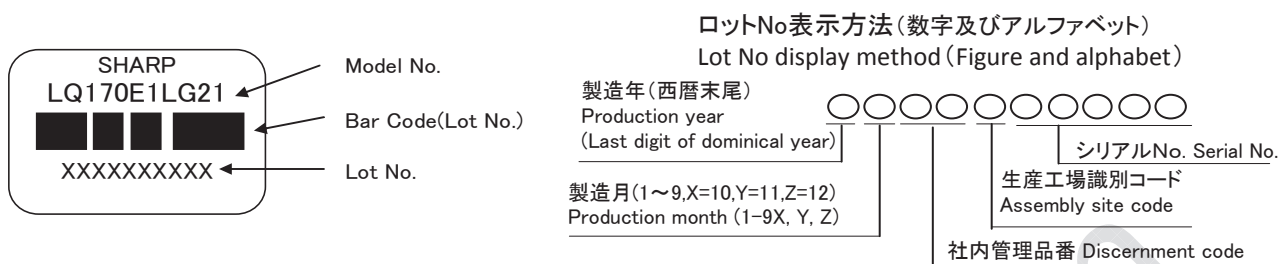 SHARP
LQ170E1LG21
XXXXXXXXXX
Model No.
Bar Code(Lot No.)
Lot No.
ロットNo表示方法(数字及びアルファベット)
Lot No display method(Figure and alphabet)
製造年(西暦末尾)
Production year
(Last digit of dominical year)
製造月(1~9,X=10,Y=11,Z=12)
Production month (1-9X, Y, Z)
シリアルNo. Serial No.
生産工場識別コード
Assembly site code
社内管理品番 Discernment code